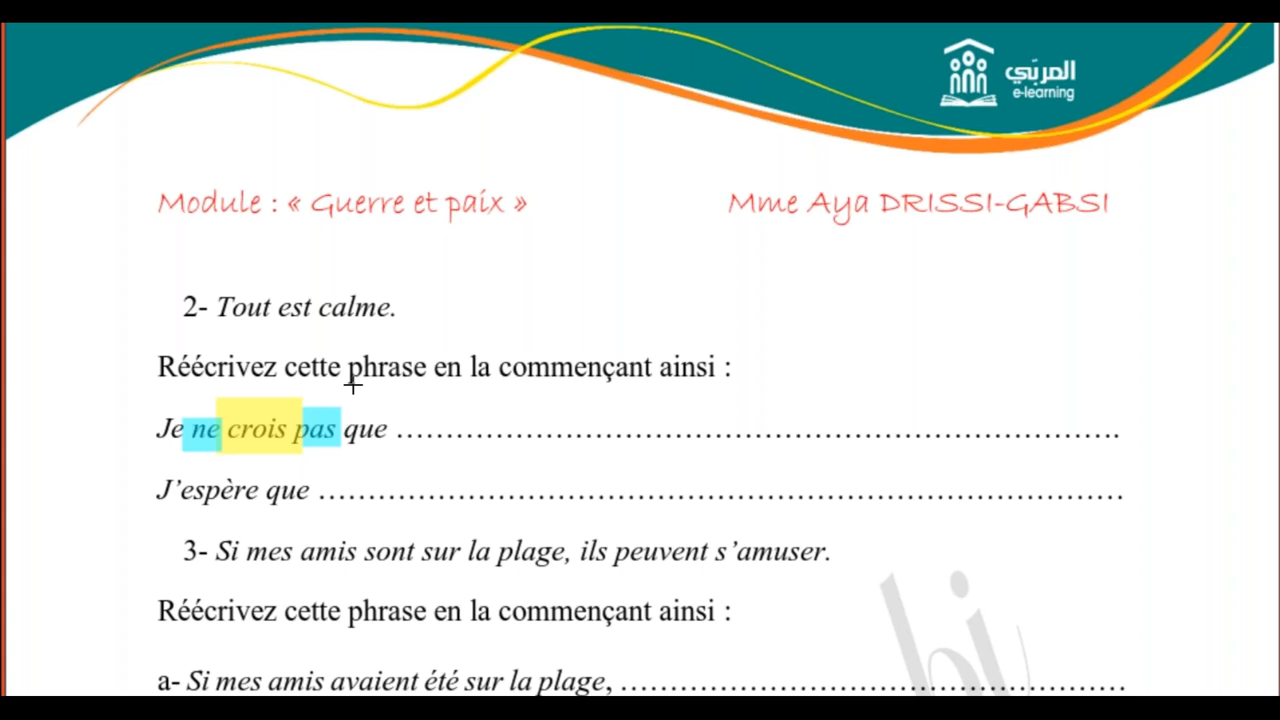 المربّي
e-learning
Module : « Guerre et paix » Mme Aya DRISSI-GABSI
2- Tout est calme.
Réécrivez cette phrase en la commençant ainsi :
Je ne crois pas que ……………………………………………………………………….
J’espère que ………………………………………………………………………………
3- Si mes amis sont sur la plage, ils peuvent s’amuser.
Réécrivez cette phrase en la commençant ainsi :
a- Si mes amis avaient été sur la plage, ……………………………………………………
bi